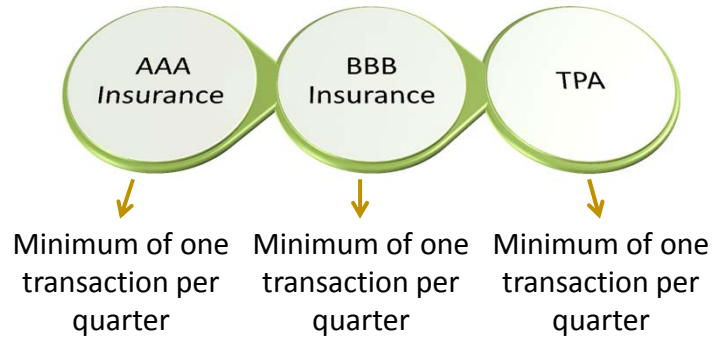 AAA
Insurance
BBB
Insurance
TPA
Minimum of one
transaction per
quarter
Minimum of one
transaction per
quarter
Minimum of one
transaction per
quarter